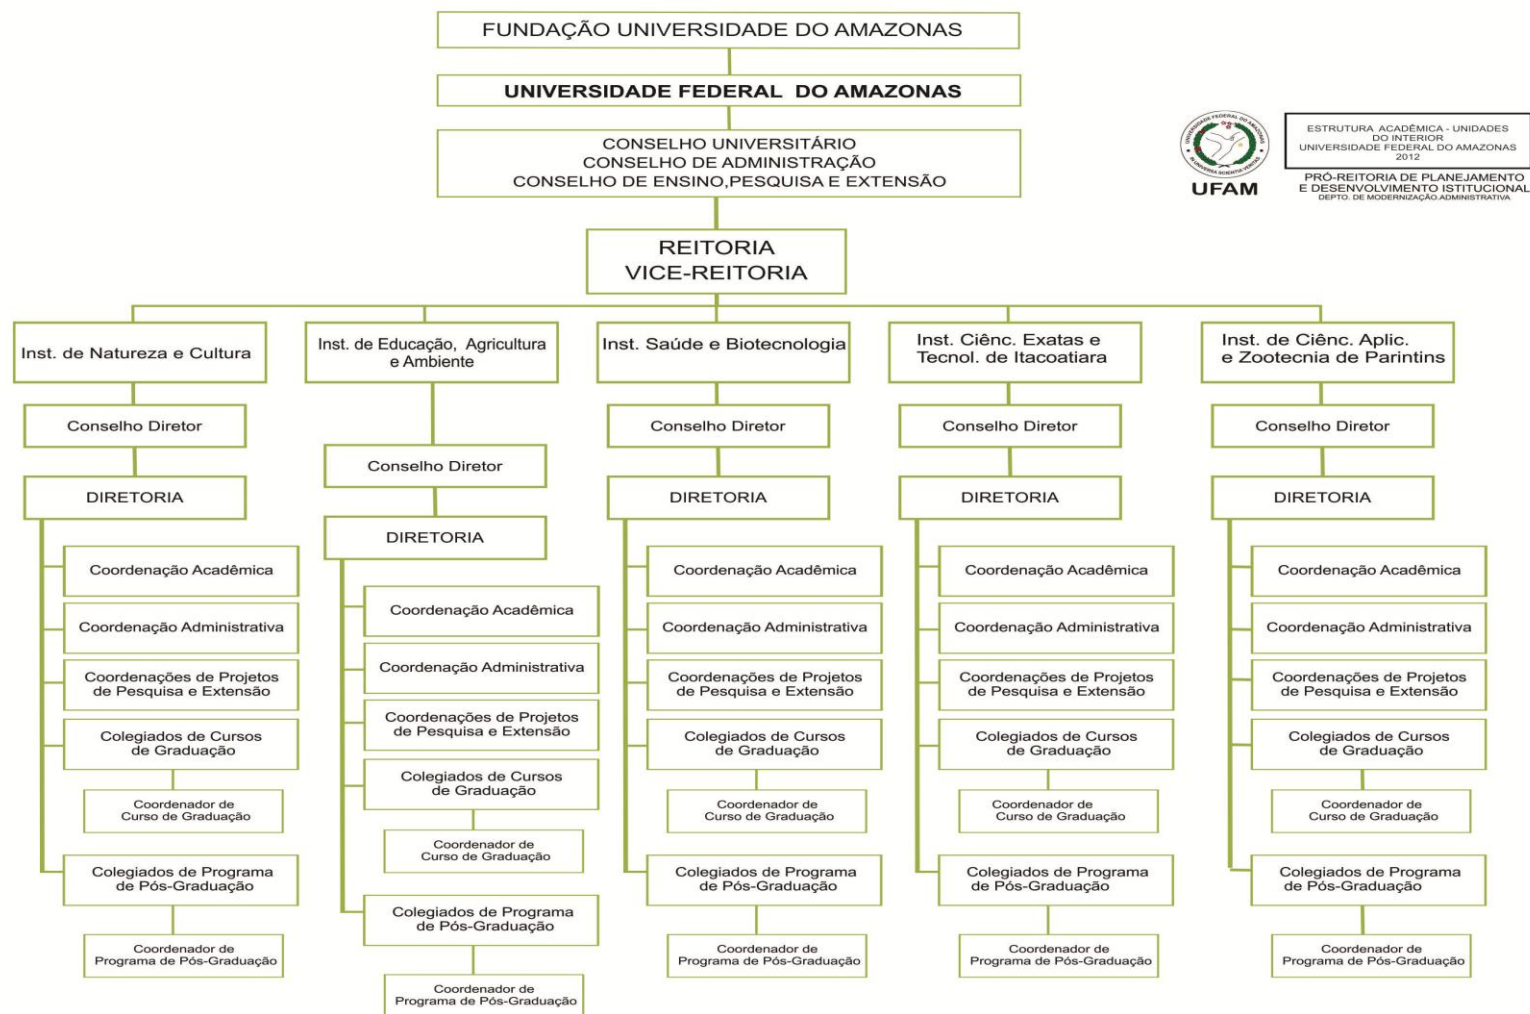 FUNDAÇÃO UNIVERSIDADE DO AMAZONAS
UNIVERSIDADE FEDERAL DO AMAZONAS
CONSELHO UNIVERSITÁRIO
CONSELHO DE ADMINISTRAÇÃO
CONSELHO DE ENSINO,PESQUISA E EXTENSÃO
UNIVERSIDADE FEDERAL DO AMAZONAS
IN UNIVERSA SCIENTIA VERITAS
UFAM
ESTRUTURA ACADÊMICA - UNIDADES
DO INTERIOR
UNIVERSIDADE FEDERAL DO AMAZONAS
2012
PRÓ-REITORIA DE PLANEJAMENTO
E DESENVOLVIMENTO ISTITUCIONAL
DEPTO. DE MODERNIZAÇÃO.ADMINISTRATIVA
REITORIA
VICE-REITORIA
Inst. de Natureza e Cultura
Conselho Diretor
DIRETORIA
Coordenação Acadêmica
Coordenação Administrativa
Coordenações de Projetos
de Pesquisa e Extensão
Colegiados de Cursos
de Graduação
Coordenador de
Curso de Graduação
Colegiados de Programa
de Pós-Graduação
Coordenador de
Programa de Pós-Graduação
Inst. de Educação, Agricultura
e Ambiente
Conselho Diretor
DIRETORIA
Coordenação Acadêmica
Coordenação Administrativa
Coordenações de Projetos
de Pesquisa e Extensão
Colegiados de Cursos
de Graduação
Coordenador de
Curso de Graduação
Colegiados de Programa
de Pós-Graduação
Coordenador de
Programa de Pós-Graduação
Inst. Saúde e Biotecnologia
Conselho Diretor
DIRETORIA
Coordenação Acadêmica
Coordenação Administrativa
Coordenações de Projetos
de Pesquisa e Extensão
Colegiados de Cursos
de Graduação
Coordenador de
Curso de Graduação
Colegiados de Programa
de Pós-Graduação
Coordenador de
Programa de Pós-Graduação
Inst. Ciênc. Exatas e
Tecnol. de Itacoatiara
Conselho Diretor
DIRETORIA
Coordenação Acadêmica
Coordenação Administrativa
Coordenações de Projetos
de Pesquisa e Extensão
Colegiados de Cursos
de Graduação
Coordenador de
Curso de Graduação
Colegiados de Programa
de Pós-Graduação
Coordenador de
Programa de Pós-Graduação
Inst. de Ciênc. Aplic.
e Zootecnia de Parintins
Conselho Diretor
DIRETORIA
Coordenação Acadêmica
Coordenação Administrativa
Coordenações de Projetos
de Pesquisa e Extensão
Colegiados de Cursos
de Graduação
Coordenador de
Curso de Graduação
Colegiados de Programa
de Pós-Graduação
Coordenador de
Programa de Pós-Graduação